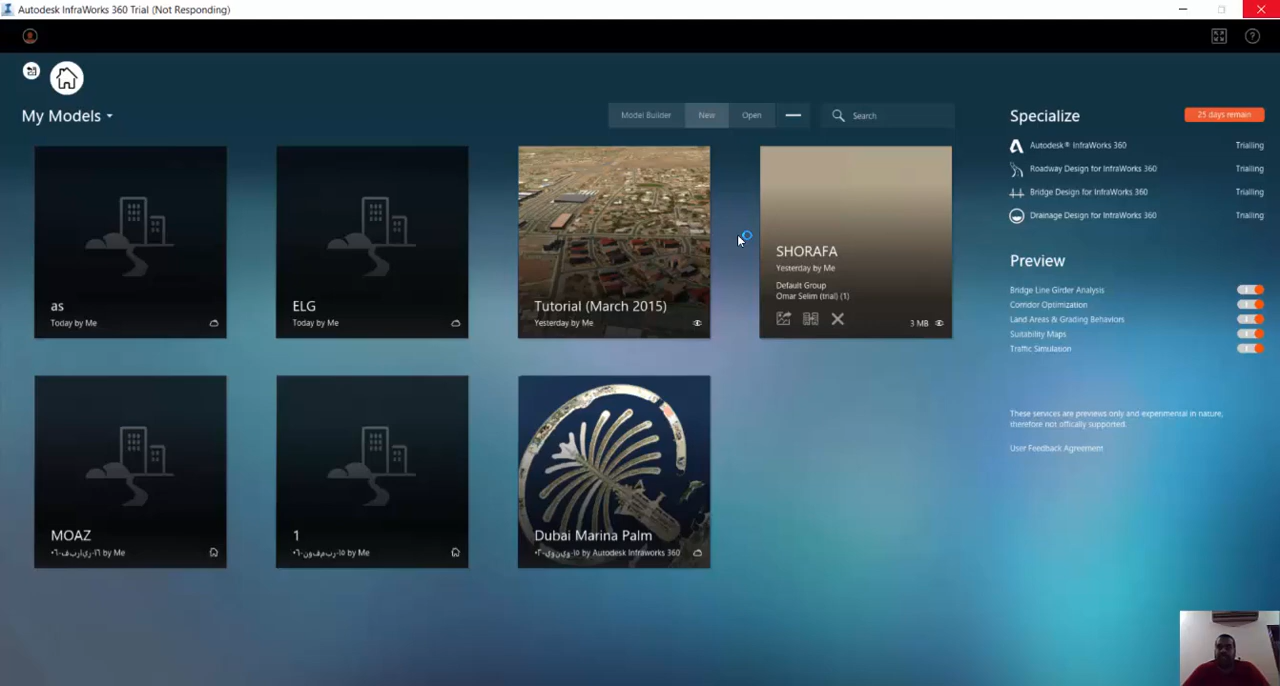 Autodesk InfraWorks 360 Trial (Not Responding)
My Models
Model Builder
New
Open
Search
Specialize
25 days remain
Autodesk® InfraWorks 360
Trialling
Roadway Design for InfraWorks 360
Trialling
Bridge Design for InfraWorks 360
Trialling
Drainage Design for InfraWorks 360
Trialling
Preview
Bridge Line Girder Analysis
Corridor Optimization
Land Areas & Grading Behaviors
Suitability Maps
Traffic Simulation
These services are previews only and experimental in nature,
therefore not offically supported.
User Feedback Agreement
as
Today by Me
ELG
Today by Me
Tutorial (March 2015)
Yesterday by Me
SHORAFA
Yesterday by Me
Default Group
Omar Selim (trial) (1)
3 MB
MOAZ
by Me
1
by Me
Dubai Marina Palm
by Autodesk Infraworks 360